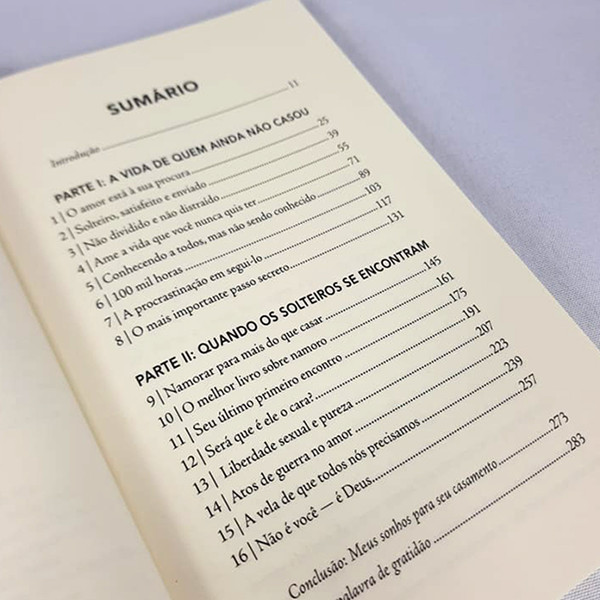 SUMÁRIO
Introdução 11
PARTE I: A VIDA DE QUEM AINDA NÃO CASOU
1 | O amor está à sua procura 25
2 | Solteiro, satisfeito e enviado 39
3 | Não dividido e não distraído 55
4 | Ame a vida que você nunca quis ter 71
5 | Conhecendo a todos, mas não sendo conhecido 89
6 | 100 mil horas 103
7 | A procrastinação em segui-lo 117
8 | O mais importante passo secreto 131
PARTE II: QUANDO OS SOLTEIROS SE ENCONTRAM
9 | Namorar para mais do que casar 145
10 | O melhor livro sobre namoro 161
11 | Seu último primeiro encontro 175
12 | Será que é ele o cara? 191
13 | Liberdade sexual e pureza 207
14 | Atos de guerra no amor 223
15 | A vela de que todos nós precisamos 239
16 | Não é você — é Deus 257
Conclusão: Meus sonhos para seu casamento 273
palavra de gratidão 283